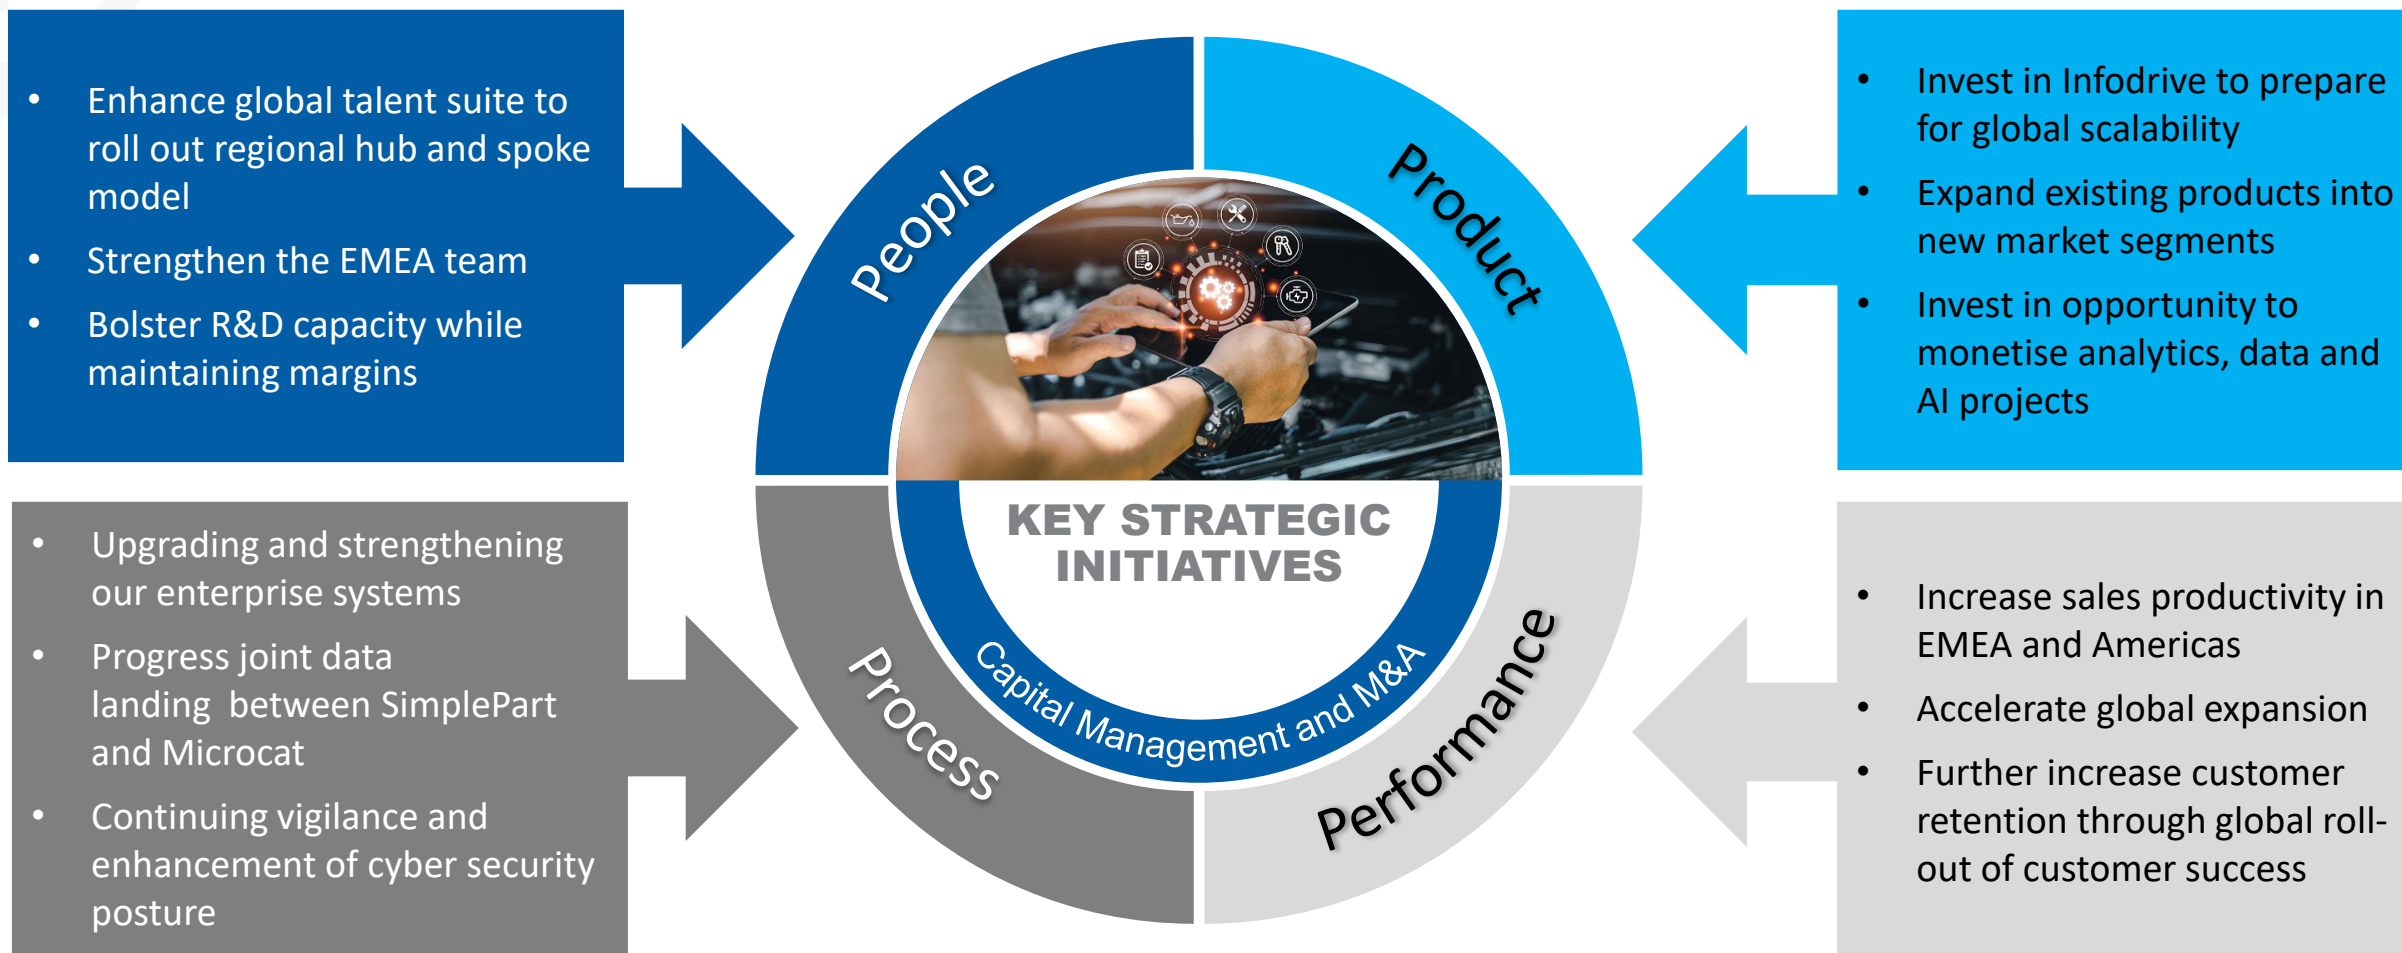 • Enhance global talent suite to
roll out regional hub and spoke
model
• Strengthen the EMEA team
• Bolster R&D capacity while
maintaining margins
People
Product
• Invest in Infodrive to prepare
for global scalability
• Expand existing products into
new market segments
• Invest in opportunity to
monetise analytics, data and
AI projects
KEY STRATEGIC
INITIATIVES
Capital Management and M&A
• Upgrading and strengthening
our enterprise systems
• Progress joint data
landing  between SimplePart
and Microcat
• Continuing vigilance and
enhancement of cyber security
posture
Process
Performance
• Increase sales productivity in
EMEA and Americas
• Accelerate global expansion
• Further increase customer
retention through global roll-
out of customer success